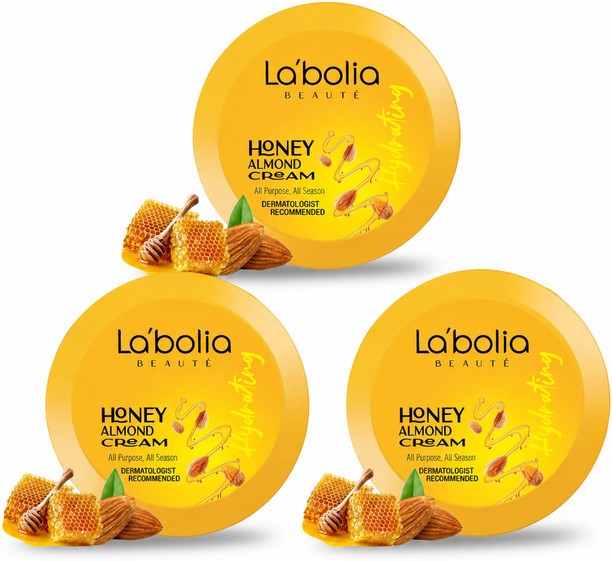 La'bolia
BEAUTÉ
Hydrating
HONEY
ALMOND
CREAM
All Purpose, All Season
DERMATOLOGIST
RECOMMENDED
La'bolia
BEAUTÉ
Hydrating
HONEY
ALMOND
CREAM
All Purpose, All Season
DERMATOLOGIST
RECOMMENDED
La'bolia
BEAUTÉ
Hydrating
HONEY
ALMOND
CREAM
All Purpose, All Season
DERMATOLOGIST
RECOMMENDED